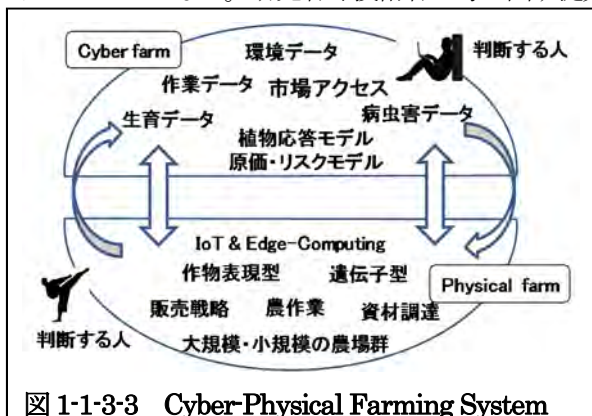 Cyber farm
環境データ
判断する人
作業データ 市場アクセス
生育データ 病虫害データ
植物応答モデル
原価・リスクモデル
IoT & Edge-Computing
作物表現型 遺伝子型
Physical farm
販売戦略 農作業 資材調達
判断する人
大規模・小規模の農場群
図 1-1-3-3 Cyber-Physical Farming System